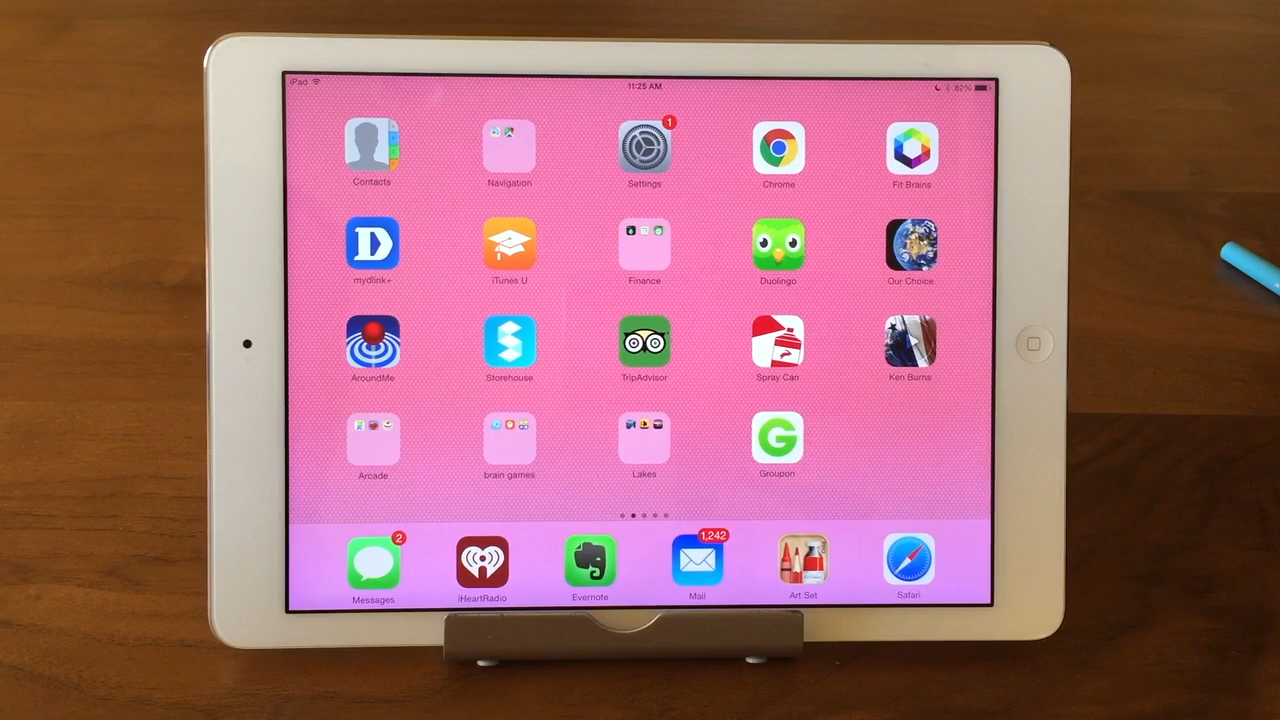 iPad 11:25 AM 82%
1
Contacts Navigation Settings Chrome Fit Brains
D
mydlink+ iTunes U Finance Duolingo Our Choice
AroundMe Storehouse TripAdvisor Spray Can Ken Burns
G
Arcade brain games Lakes Groupon
2 1,242
Messages iHeartRadio Evernote Mail Art Set Safari